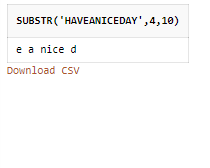 SUBSTR('HAVEANICEDAY',4,10)
e a nice d
Download CSV